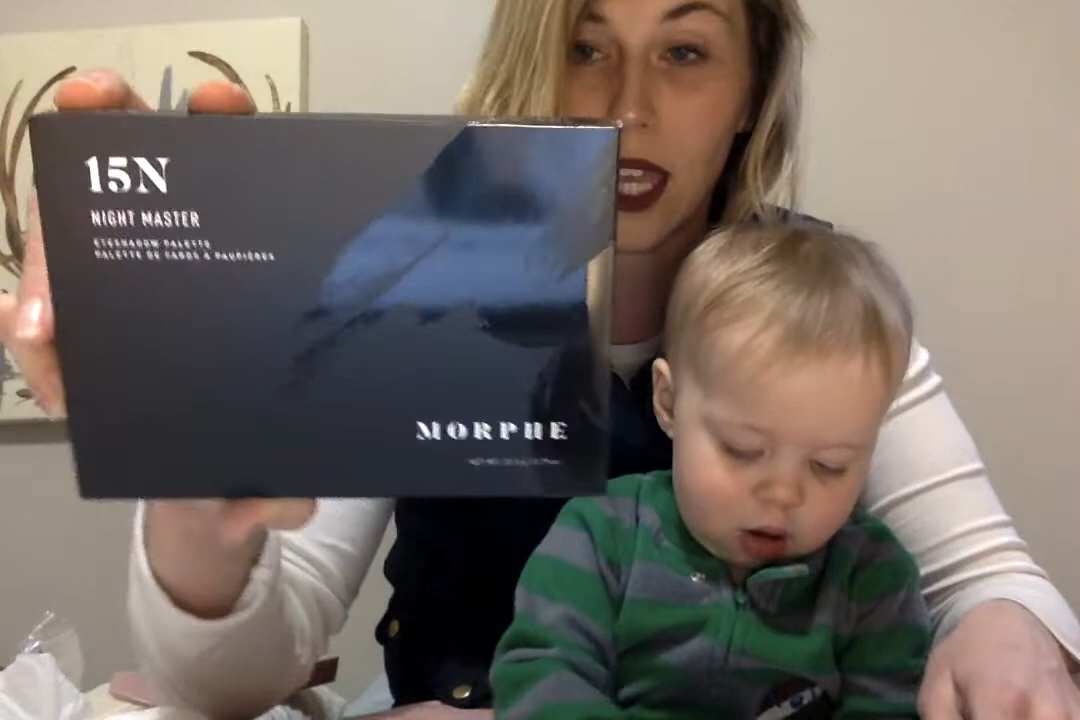 15N
NIGHT MASTER
EYESHADOW PALETTE
PALETTE DE FARDS À PAUPIÈRES
MORPHE